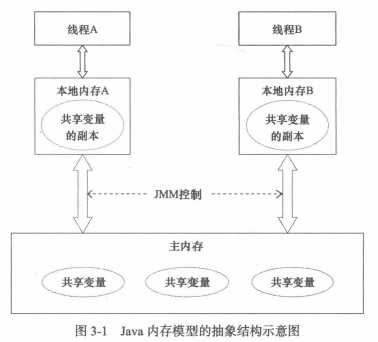 线程A
线程B
本地内存A
本地内存B
共享变量
的副本
共享变量
的副本
JMM控制
主内存
共享变量
共享变量
共享变量
图 3-1 Java 内存模型的抽象结构示意图